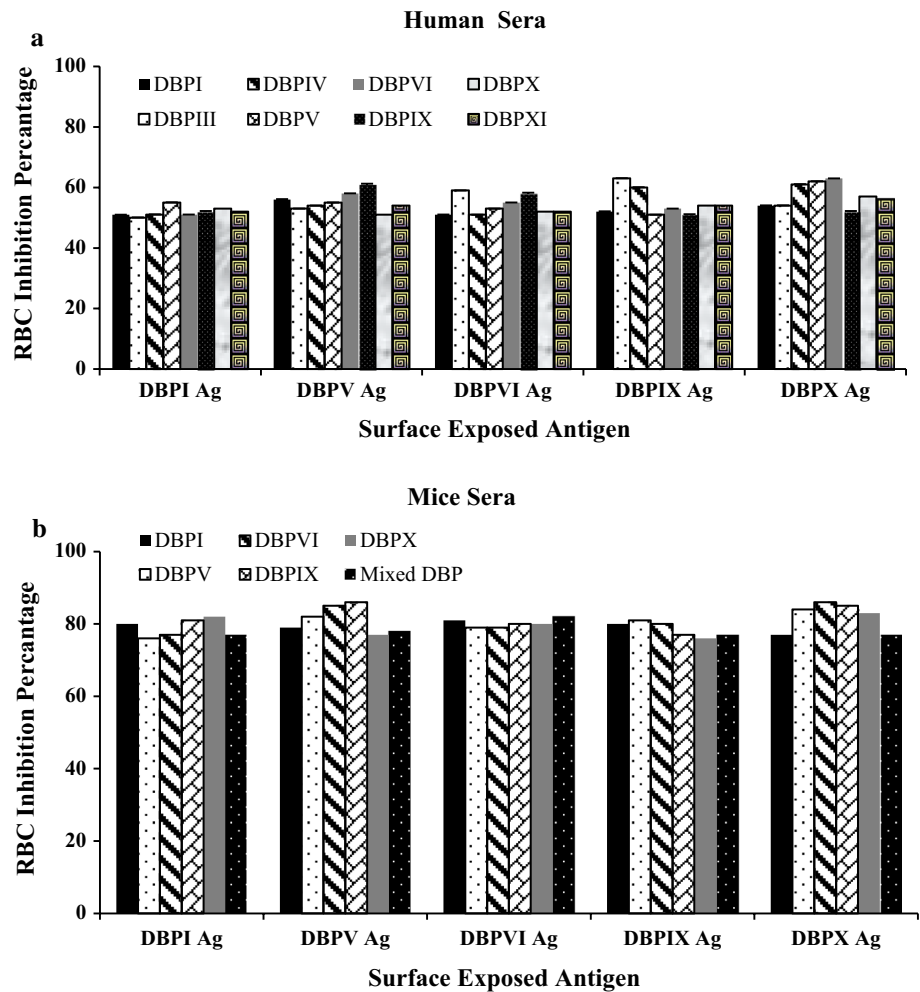 Human Sera
a
100
80
60
40
20
0
RBC Inhibition Percantage
DBPI DBPIV DBPVI DBPX
DBPIII DBPV DBPIX DBPXI
DBPI Ag DBPV Ag DBPVI Ag DBPIX Ag DBPX Ag
Surface Exposed Antigen
Mice Sera
b
100
80
60
40
20
0
RBC Inhibition Percentage
DBPI DBPVI DBPX
DBPV DBPIX Mixed DBP
DBPI Ag DBPV Ag DBPVI Ag DBPIX Ag DBPX Ag
Surface Exposed Antigen